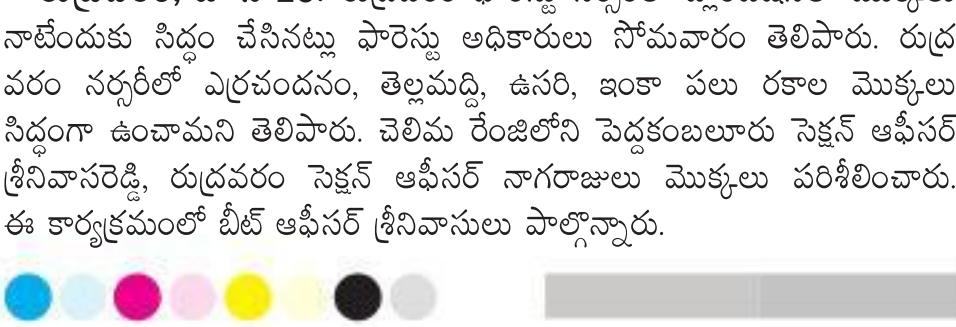 నాటేందుకు సిద్ధం చేసినట్లు ఫారెస్టు అధికారులు సోమవారం తెలిపారు. రుద్ర
వరం నర్సరీలో ఎర్రచందనం, తెల్లమద్ది, ఉసరి, ఇంకా పలు రకాల మొక్కలు
సిద్ధంగా ఉంచామని తెలిపారు. చెలిమ రేంజిలోని పెద్దకంబలూరు సెక్షన్ ఆఫీసర్
శ్రీనివాసరెడ్డి, రుద్రవరం సెక్షన్ ఆఫీసర్ నాగరాజులు మొక్కలు పరిశీలించారు.
ఈ కార్యక్రమంలో బీట్ ఆఫీసర్ శ్రీనివాసులు పాల్గొన్నారు.